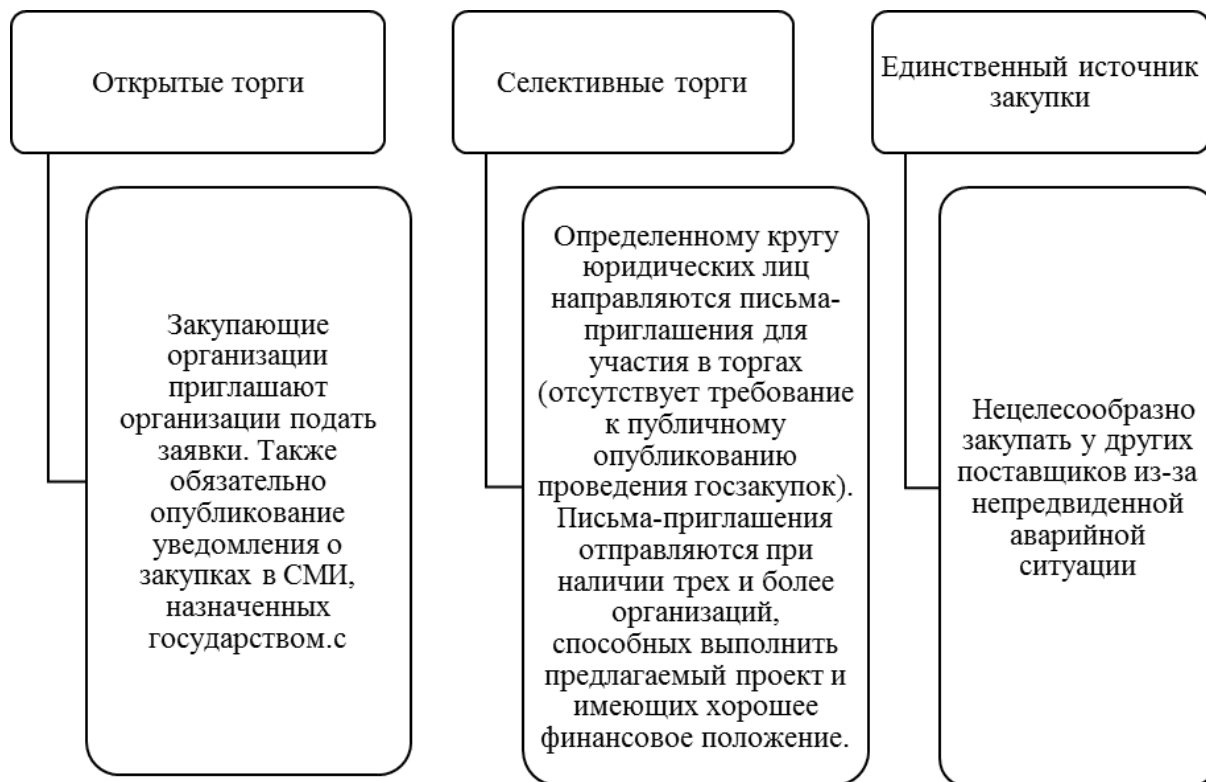 Открытые торги
Закупающие
организации
приглашают
организации подать
заявки. Также
обязательно
опубликование
уведомления о
закупках в СМИ,
назначенных
государством.с
Селективные торги
Определенному кругу
юридических лиц
направляются письма-
приглашения для
участия в торгах
(отсутствует требование
к публичному
опубликованию
проведения госзакупок).
Письма-приглашения
отправляются при
наличии трех и более
организаций,
способных выполнить
предлагаемый проект и
имеющих хорошее
финансовое положение.
Единственный источник
закупки
Нецелесообразно
закупать у других
поставщиков из-за
непредвиденной
аварийной
ситуации